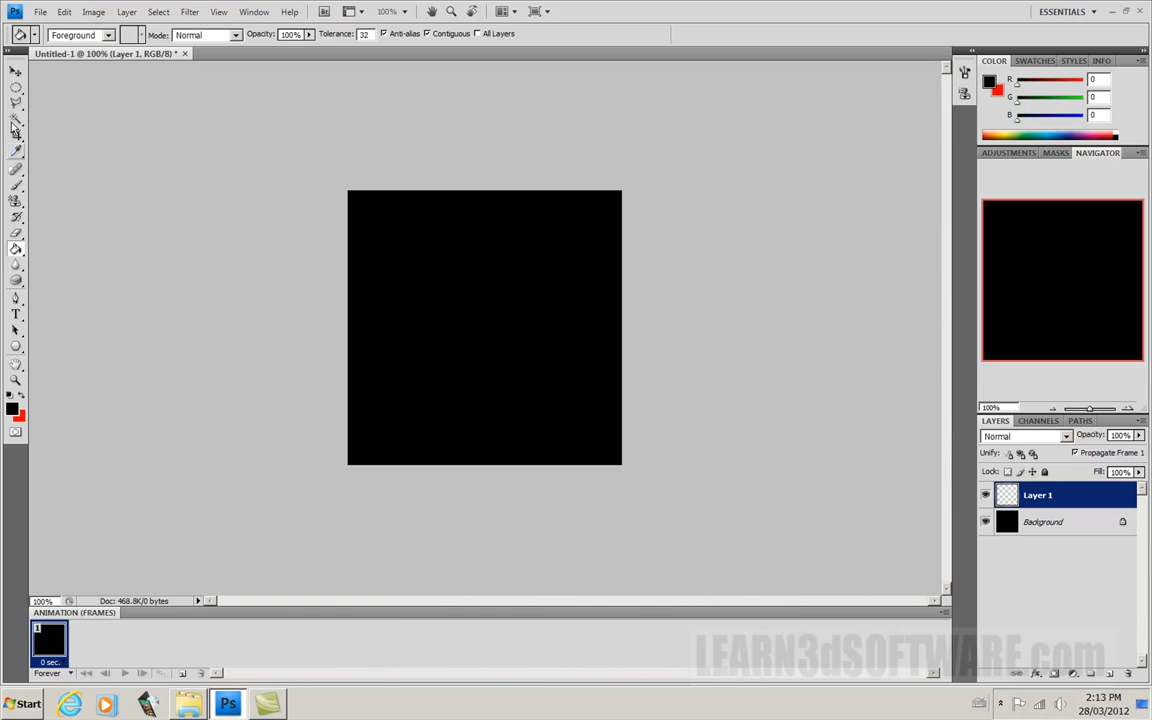 Ps File Edit Image Layer Select Filter View Window Help Br 100% ESSENTIALS
Foreground Mode: Normal Opacity: 100% Tolerance: 32 Anti-alias Contiguous All Layers
Untitled-1 @ 100% (Layer 1, RGB/8) *
COLOR SWATCHES STYLES INFO
R 0
G 0
B 0
ADJUSTMENTS MASKS NAVIGATOR
T
100%
LAYERS CHANNELS PATHS
Normal Opacity: 100%
Unify: Propagate Frame 1
Lock: Fill: 100%
Layer 1
Background
100% Doc: 468.8K/0 bytes
ANIMATION (FRAMES)
1
0 sec.
Forever
LEARN3dSOFTWARE.com
Start Ps 2:13 PM
28/03/2012